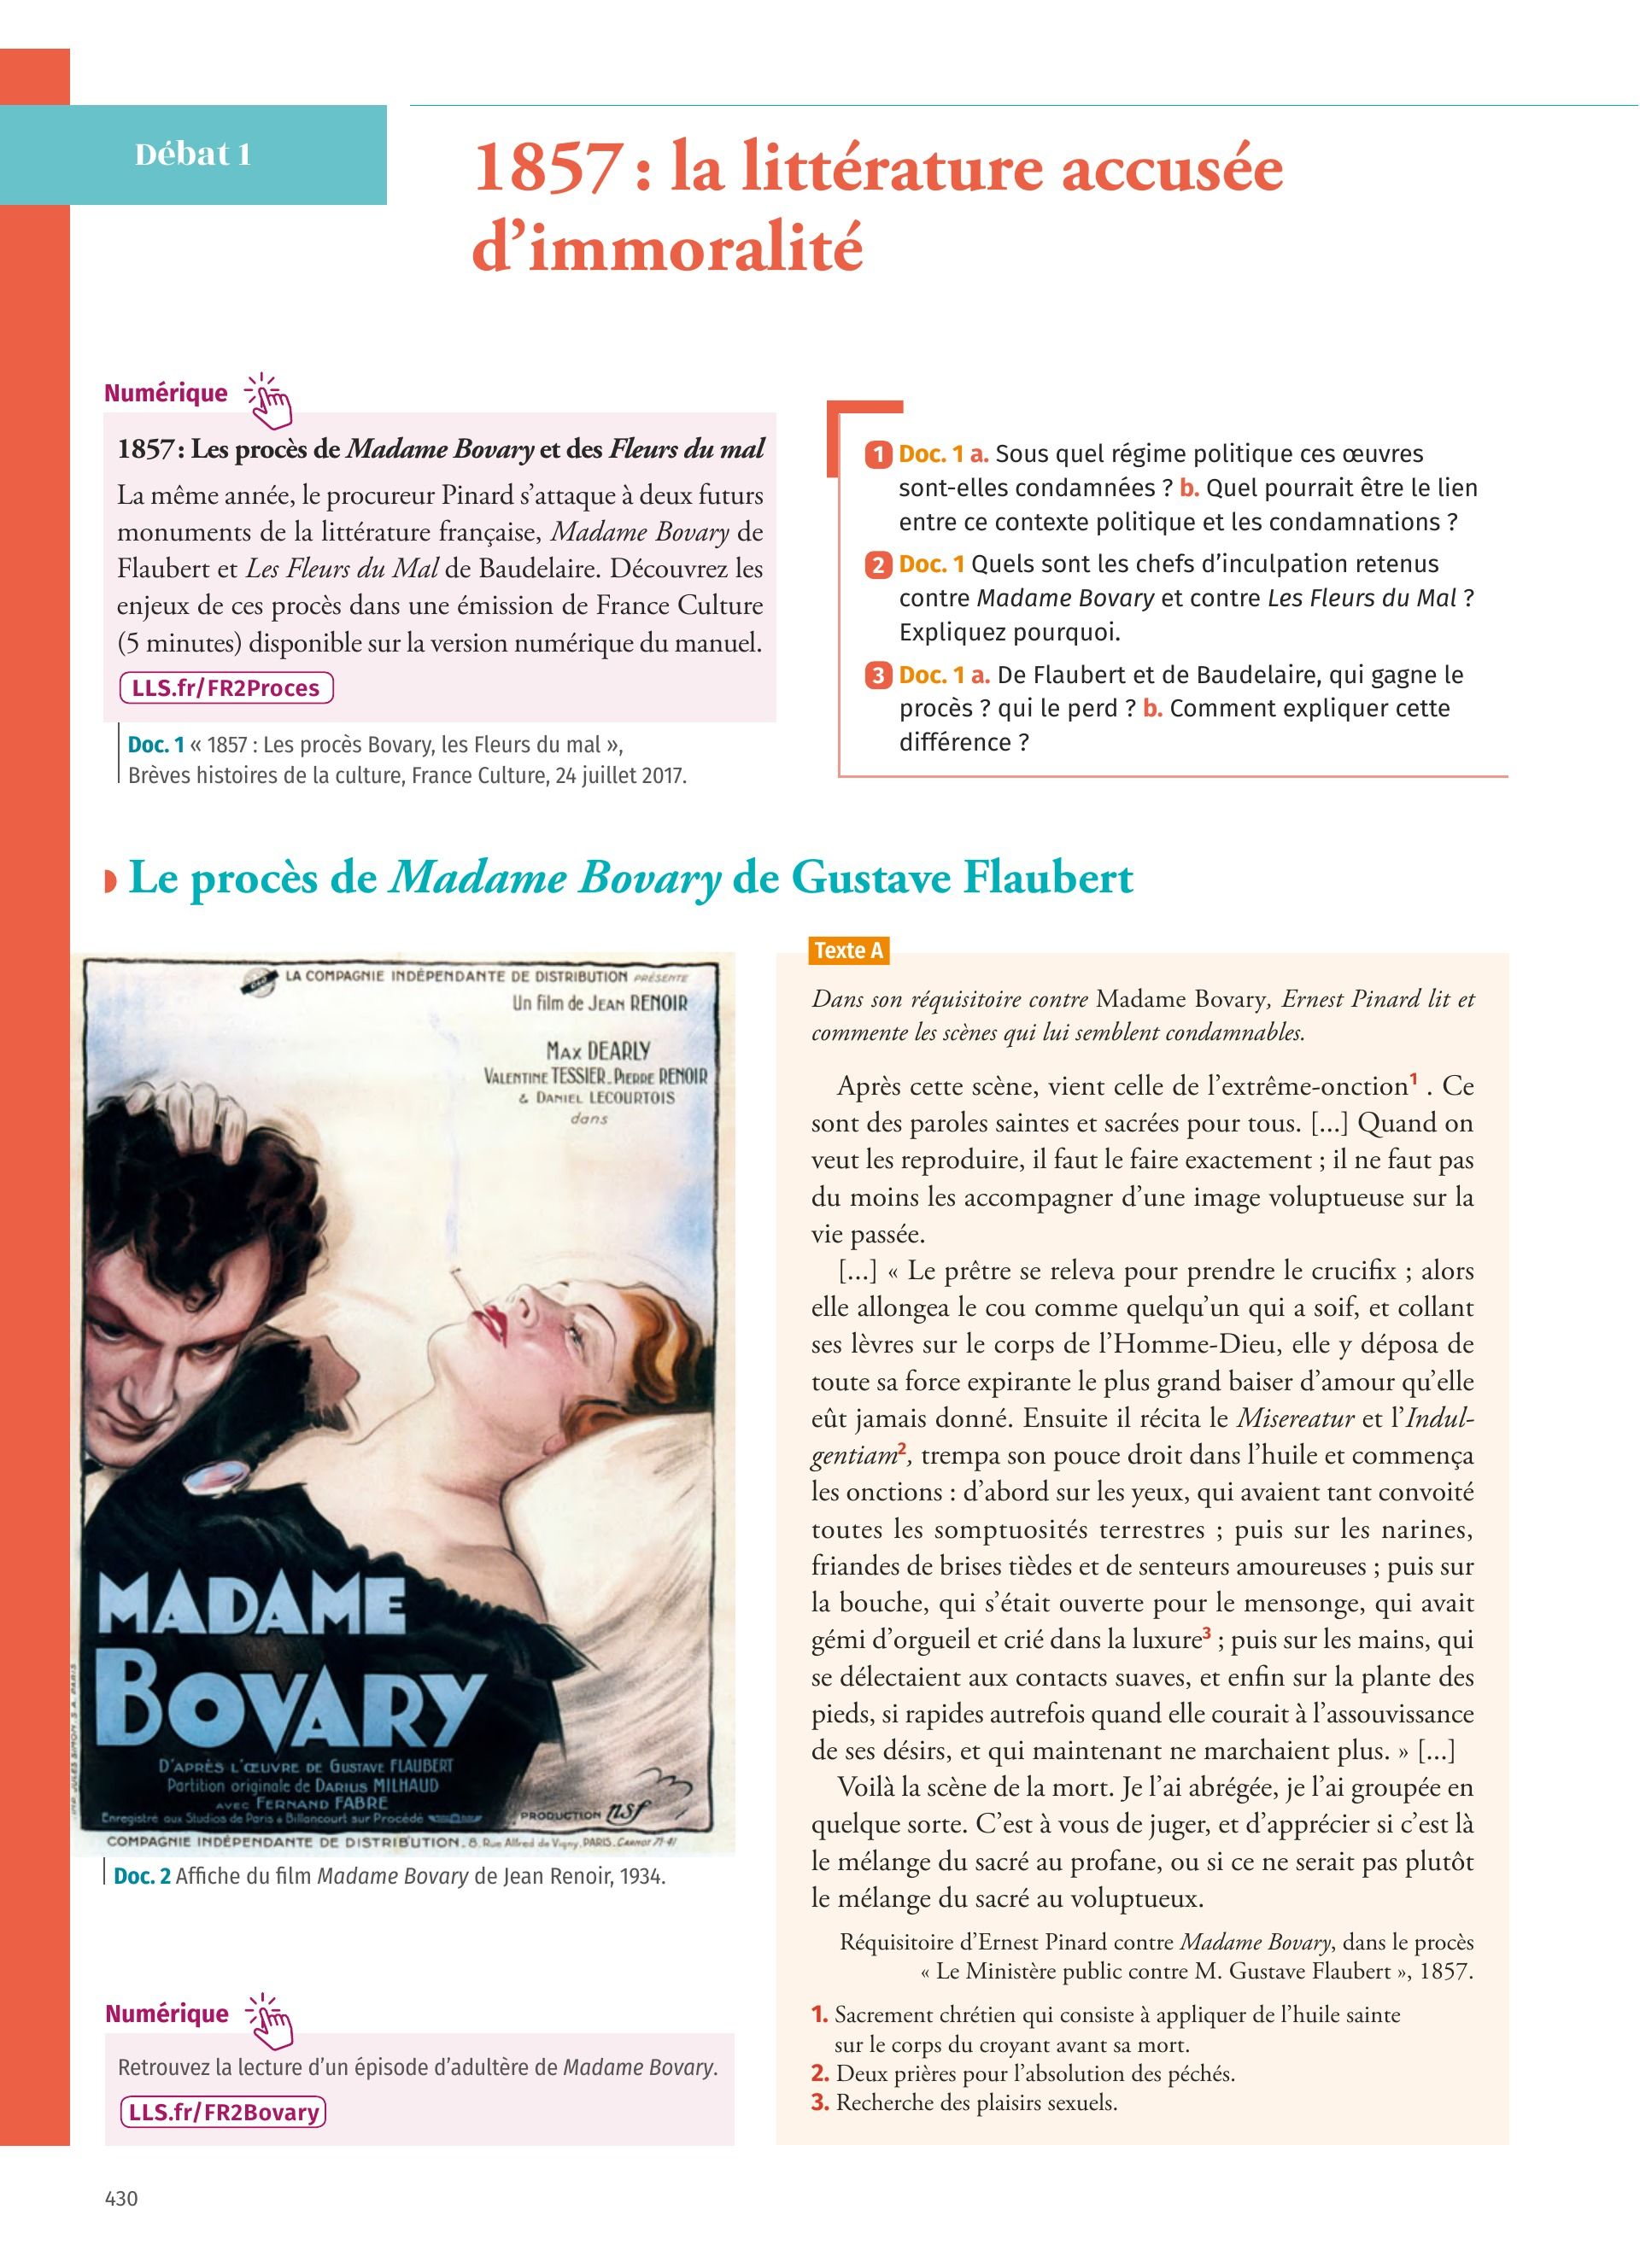 Débat 1
1857 : la littérature accusée
d’immoralité
Numérique
1857 : Les procès de Madame Bovary et des Fleurs du mal
La même année, le procureur Pinard s’attaque à deux futurs
monuments de la littérature française, Madame Bovary de
Flaubert et Les Fleurs du Mal de Baudelaire. Découvrez les
enjeux de ces procès dans une émission de France Culture
(5 minutes) disponible sur la version numérique du manuel.
LLS.fr/FR2Proces
Doc. 1 « 1857 : Les procès Bovary, les Fleurs du mal »,
Brèves histoires de la culture, France Culture, 24 juillet 2017.
1 Doc. 1 a. Sous quel régime politique ces œuvres
sont-elles condamnées ? b. Quel pourrait être le lien
entre ce contexte politique et les condamnations ?
2 Doc. 1 Quels sont les chefs d’inculpation retenus
contre Madame Bovary et contre Les Fleurs du Mal ?
Expliquez pourquoi.
3 Doc. 1 a. De Flaubert et de Baudelaire, qui gagne le
procès ? qui le perd ? b. Comment expliquer cette
différence ?
Le procès de Madame Bovary de Gustave Flaubert
LA COMPAGNIE INDÉPENDANTE DE DISTRIBUTION PRÉSENTE
Un film de JEAN RENOIR
MAX DEARLY
VALENTINE TESSIER_PIERRE RENOIR
& DANIEL LECOURTOIS
dans
MADAME
BOVARY
D'APRÈS L'ŒUVRE DE GUSTAVE FLAUBERT
Partition originale de DARIUS MILHAUD
AVEC FERNAND FABRE
Enregistré aux Studios de Paris à Billancourt sur Procédé
PRODUCTION nsf
COMPAGNIE INDÉPENDANTE DE DISTRIBUTION. 8, Rue Alfred de Vigny, PARIS.
Doc. 2 Affiche du film Madame Bovary de Jean Renoir, 1934.
Numérique
Retrouvez la lecture d’un épisode d’adultère de Madame Bovary.
LLS.fr/FR2Bovary
Texte A
Dans son réquisitoire contre Madame Bovary, Ernest Pinard lit et
commente les scènes qui lui semblent condamnables.
Après cette scène, vient celle de l’extrême-onction1 . Ce
sont des paroles saintes et sacrées pour tous. [...] Quand on
veut les reproduire, il faut le faire exactement ; il ne faut pas
du moins les accompagner d’une image voluptueuse sur la
vie passée.
[...] « Le prêtre se releva pour prendre le crucifix ; alors
elle allongea le cou comme quelqu’un qui a soif, et collant
ses lèvres sur le corps de l’Homme-Dieu, elle y déposa de
toute sa force expirante le plus grand baiser d’amour qu’elle
eût jamais donné. Ensuite il récita le Misereatur et l’Indul-
gentiam2, trempa son pouce droit dans l’huile et commença
les onctions : d’abord sur les yeux, qui avaient tant convoité
toutes les somptuosités terrestres ; puis sur les narines,
friandes de brises tièdes et de senteurs amoureuses ; puis sur
la bouche, qui s’était ouverte pour le mensonge, qui avait
gémi d’orgueil et crié dans la luxure3 ; puis sur les mains, qui
se délectaient aux contacts suaves, et enfin sur la plante des
pieds, si rapides autrefois quand elle courait à l’assouvissance
de ses désirs, et qui maintenant ne marchaient plus. » [...]
Voilà la scène de la mort. Je l’ai abrégée, je l’ai groupée en
quelque sorte. C’est à vous de juger, et d’apprécier si c’est là
le mélange du sacré au profane, ou si ce ne serait pas plutôt
le mélange du sacré au voluptueux.
Réquisitoire d’Ernest Pinard contre Madame Bovary, dans le procès
« Le Ministère public contre M. Gustave Flaubert », 1857.
1. Sacrement chrétien qui consiste à appliquer de l’huile sainte
sur le corps du croyant avant sa mort.
2. Deux prières pour l’absolution des péchés.
3. Recherche des plaisirs sexuels.
430